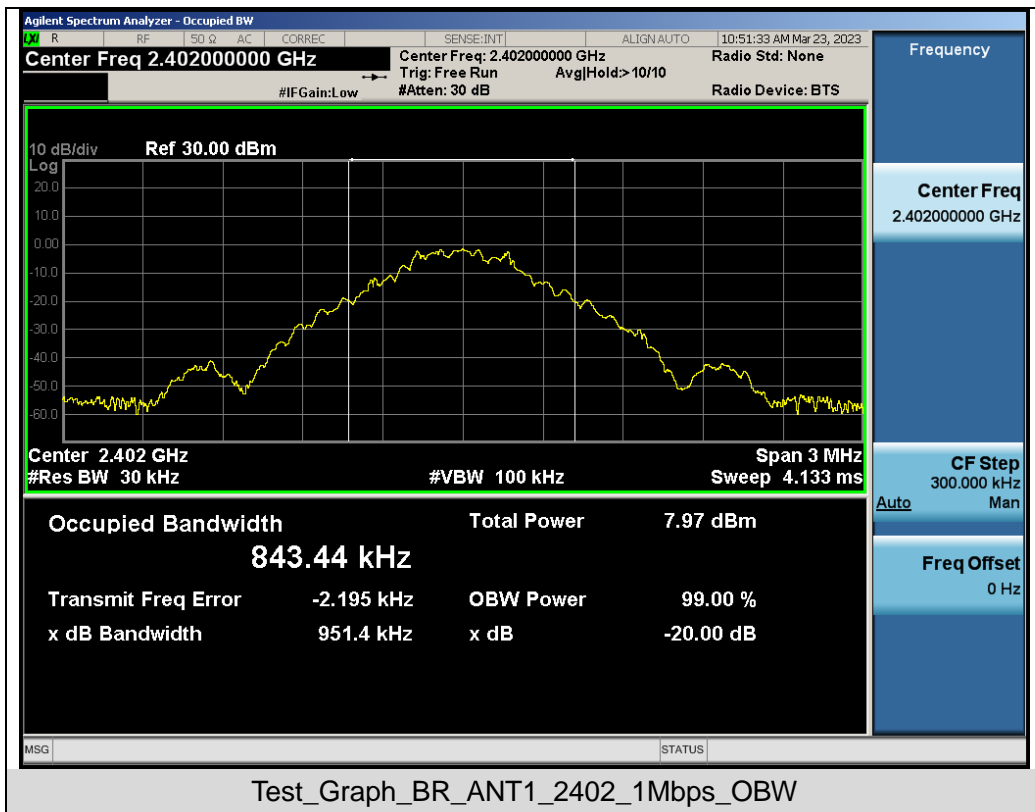 Agilent Spectrum Analyzer - Occupied BW
LXI R RF 50 Ω AC CORREC SENSE:INT ALIGN AUTO 10:51:33 AM Mar 23, 2023
Center Freq 2.402000000 GHz Center Freq: 2.402000000 GHz Radio Std: None
Trig: Free Run Avg|Hold:> 10/10
#IFGain:Low #Atten: 30 dB Radio Device: BTS
10 dB/div Ref 30.00 dBm
Log
20.0
10.0
0.00
-10.0
-20.0
-30.0
-40.0
-50.0
-60.0
Center 2.402 GHz Span 3 MHz
#Res BW 30 kHz #VBW 100 kHz Sweep 4.133 ms
Occupied Bandwidth Total Power 7.97 dBm
843.44 kHz
Transmit Freq Error -2.195 kHz OBW Power 99.00 %
x dB Bandwidth 951.4 kHz x dB -20.00 dB
MSG STATUS
Frequency
Center Freq
2.402000000 GHz
CF Step
300.000 kHz
Auto Man
Freq Offset
0 Hz
Test_Graph_BR_ANT1_2402_1Mbps_OBW